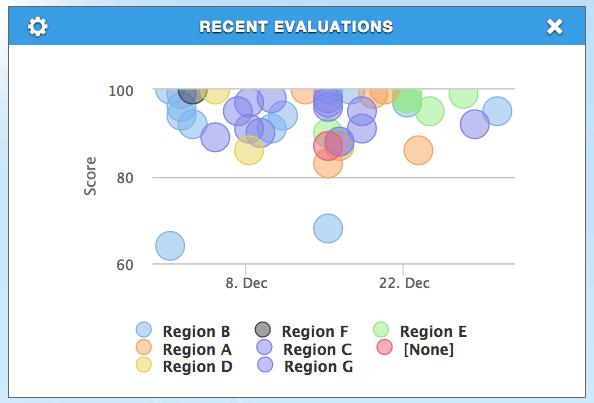 RECENT EVALUATIONS
100
80
60
Score
8. Dec
22. Dec
Region B
Region F
Region E
Region A
Region C
[None]
Region D
Region G